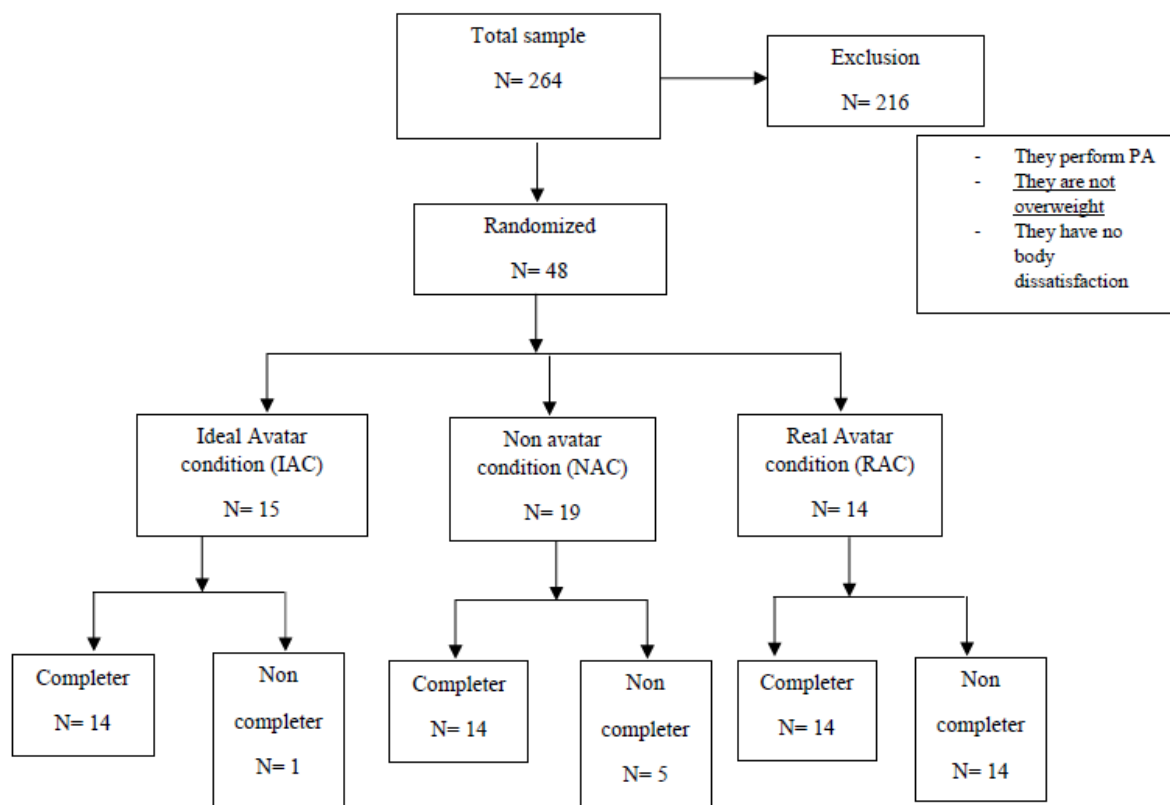 Total sample
N= 264
Exclusion
N= 216
- They perform PA
- They are not
overweight
- They have no
body
dissatisfaction
Randomized
N= 48
Ideal Avatar
condition (IAC)
N= 15
Non avatar
condition (NAC)
N= 19
Real Avatar
condition (RAC)
N= 14
Completer
N= 14
Non
completer
N= 1
Completer
N= 14
Non
completer
N= 5
Completer
N= 14
Non
completer
N= 14